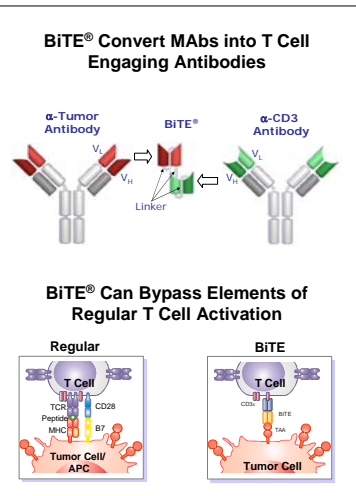 BiTE® Convert MAbs into T Cell
Engaging Antibodies
α-Tumor
Antibody
BiTE®
α-CD3
Antibody
VL
VH
VL
VH
Linker
BiTE® Can Bypass Elements of
Regular T Cell Activation
Regular
T Cell
TCR
CD28
Peptide
MHC
B7
Tumor Cell/
APC
BiTE
T Cell
CD3ε
BiTE
TAA
Tumor Cell